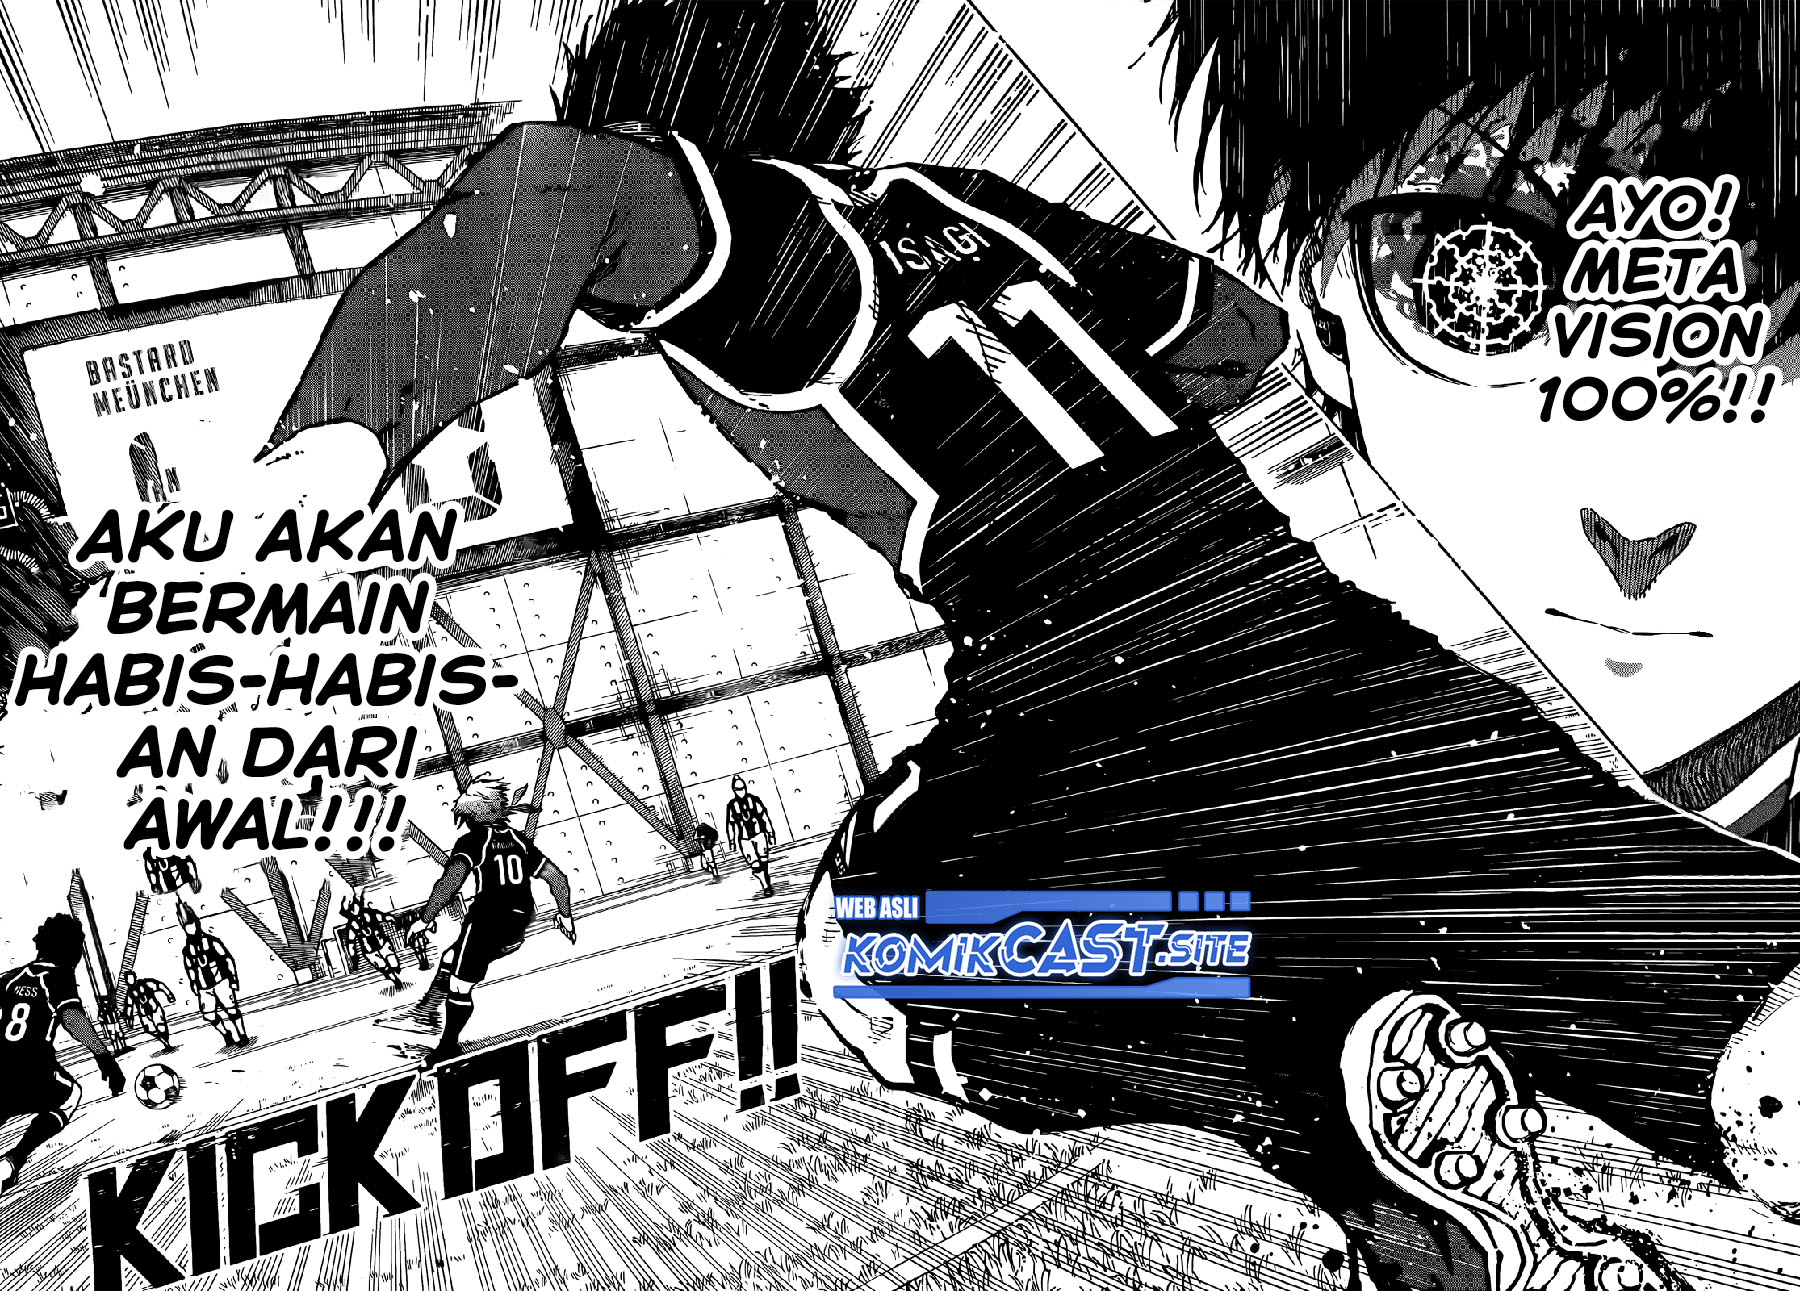 AYO!
META
VISION
100%!!
ISAGI
11
BASTARD
MEÜNCHEN
AKU AKAN
BERMAIN
HABIS-HABIS-
AN DARI
AWAL!!!
10
NESS
8
WEB ASLI
KOMIKCAST.SITE
KICK OFF!!